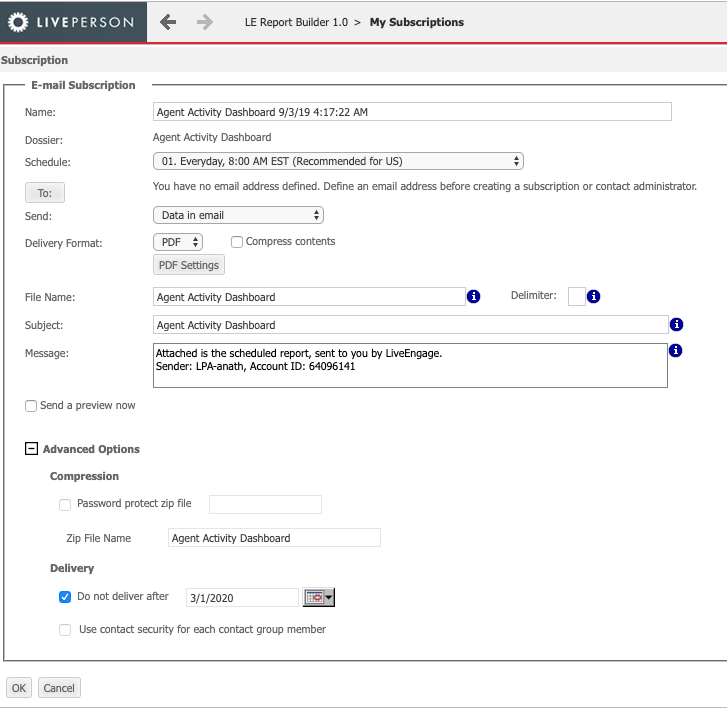 LIVEPERSON LE Report Builder 1.0 > My Subscriptions
Subscription
E-mail Subscription
Name: Agent Activity Dashboard 9/3/19 4:17:22 AM
Dossier: Agent Activity Dashboard
Schedule: 01. Everyday, 8:00 AM EST (Recommended for US)
To: You have no email address defined. Define an email address before creating a subscription or contact administrator.
Send: Data in email
Delivery Format: PDF Compress contents
PDF Settings
File Name: Agent Activity Dashboard i Delimiter: i
Subject: Agent Activity Dashboard i
Message: Attached is the scheduled report, sent to you by LiveEngage. i
Sender: LPA-anath, Account ID: 64096141
Send a preview now
Advanced Options
Compression
Password protect zip file
Zip File Name Agent Activity Dashboard
Delivery
Do not deliver after 3/1/2020
Use contact security for each contact group member
OK Cancel